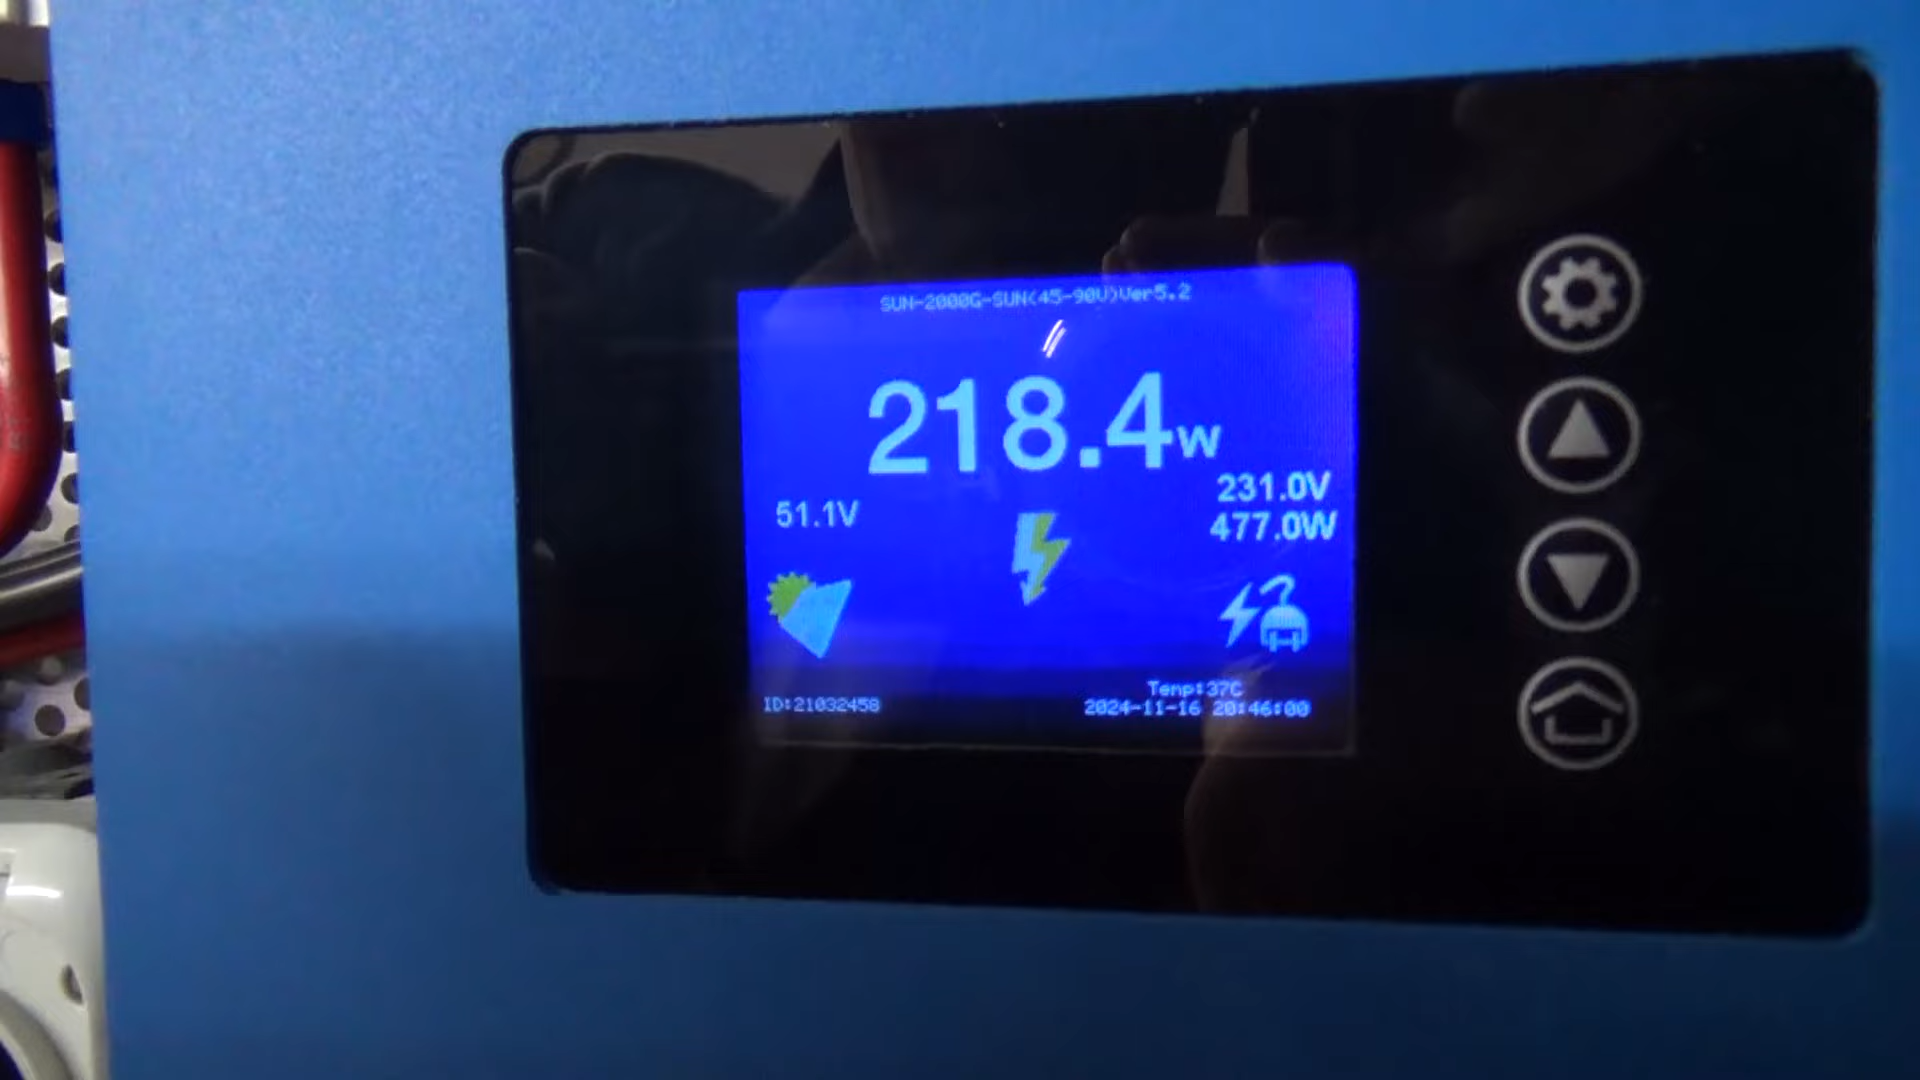 SUN-2000G-SUN(45-90V)Ver5.2
218.4W
51.1V
231.0V
477.0W
Temp:37C
ID:21032458
2024-11-16 20:46:00